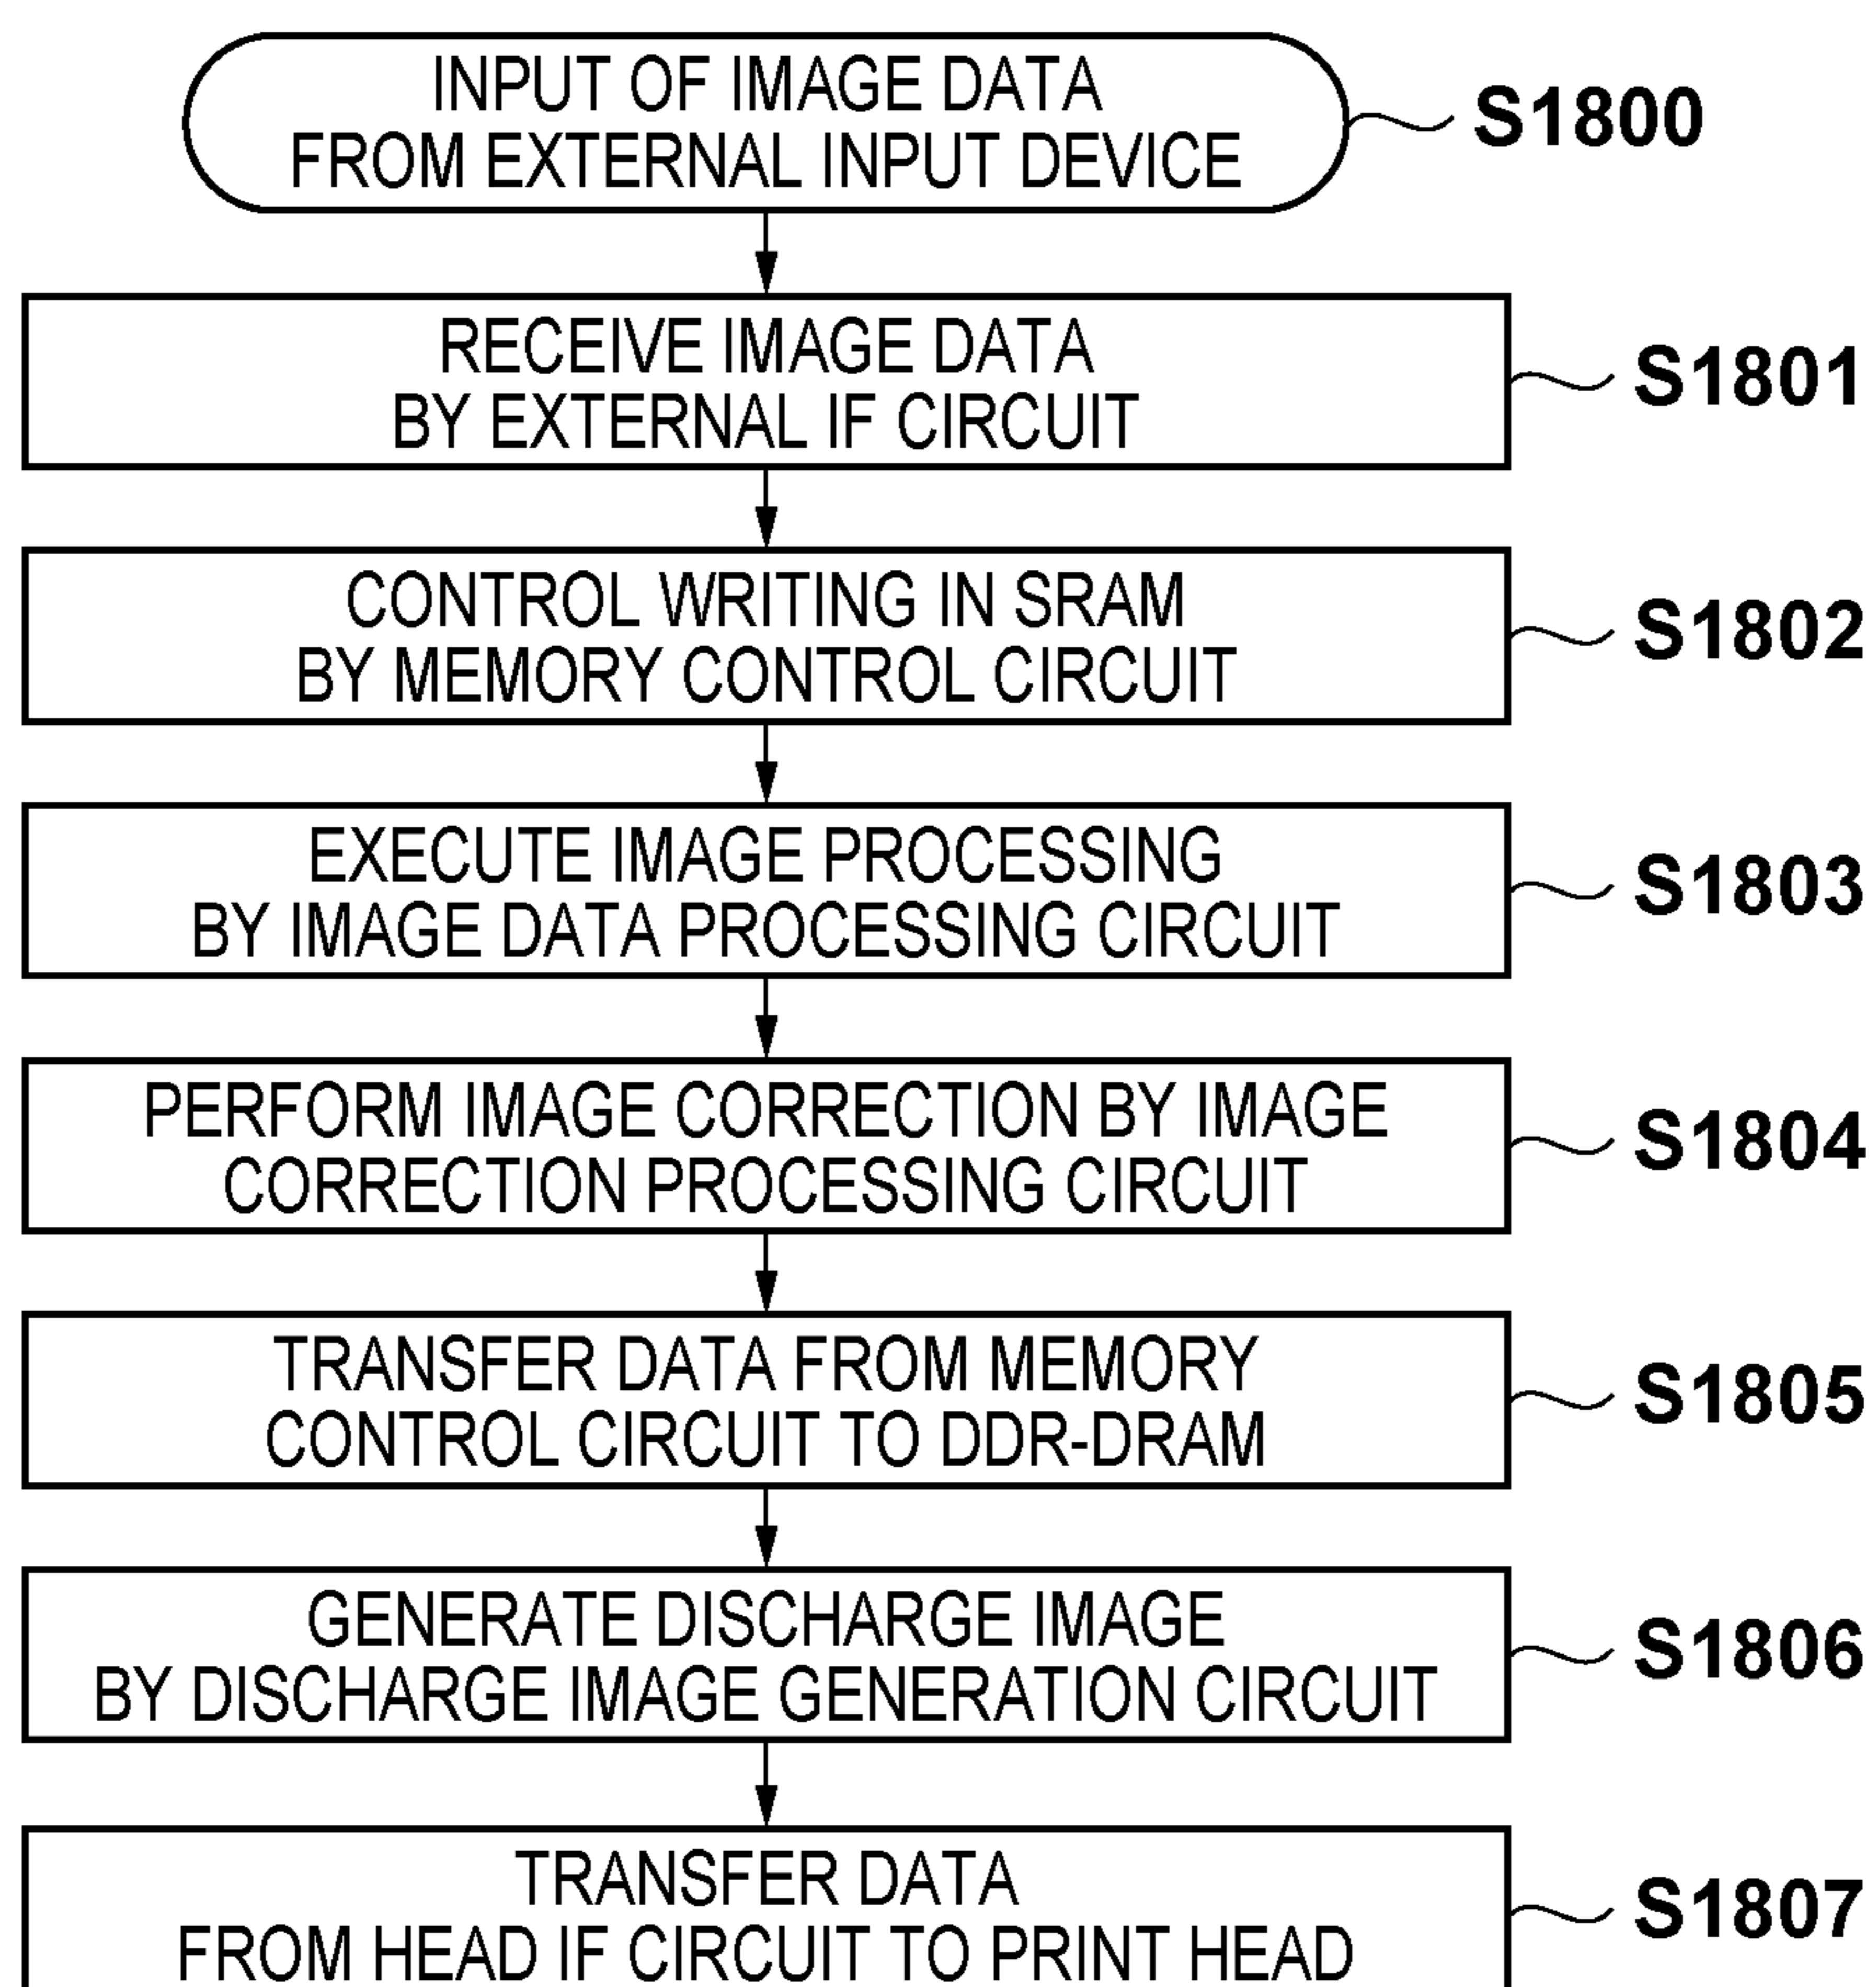 INPUT OF IMAGE DATA
FROM EXTERNAL INPUT DEVICE
S1800
RECEIVE IMAGE DATA
BY EXTERNAL IF CIRCUIT
S1801
CONTROL WRITING IN SRAM
BY MEMORY CONTROL CIRCUIT
S1802
EXECUTE IMAGE PROCESSING
BY IMAGE DATA PROCESSING CIRCUIT
S1803
PERFORM IMAGE CORRECTION BY IMAGE
CORRECTION PROCESSING CIRCUIT
S1804
TRANSFER DATA FROM MEMORY
CONTROL CIRCUIT TO DDR-DRAM
S1805
GENERATE DISCHARGE IMAGE
BY DISCHARGE IMAGE GENERATION CIRCUIT
S1806
TRANSFER DATA
FROM HEAD IF CIRCUIT TO PRINT HEAD
S1807